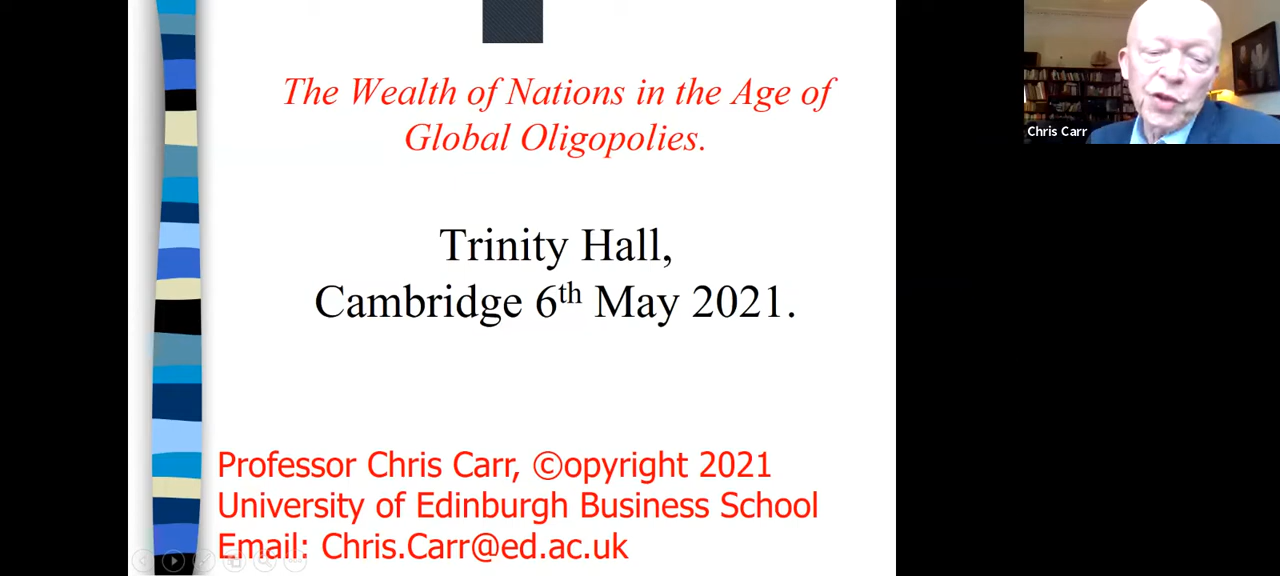 The Wealth of Nations in the Age of
Global Oligopolies.
Trinity Hall,
Cambridge 6th May 2021.
Professor Chris Carr, ©opyright 2021
University of Edinburgh Business School
Email: Chris.Carr@ed.ac.uk
Chris Carr